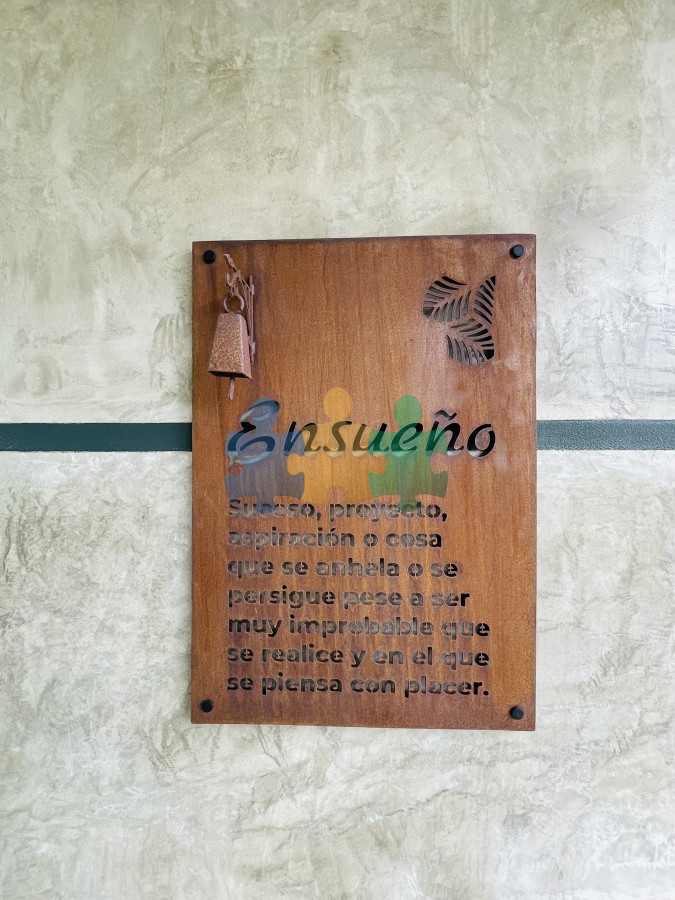 Ensueño
Suceso, proyecto,
aspiración o cosa
que se anhela o se
persigue pese a ser
muy improbable que
se realice y en el que
se piensa con placer.